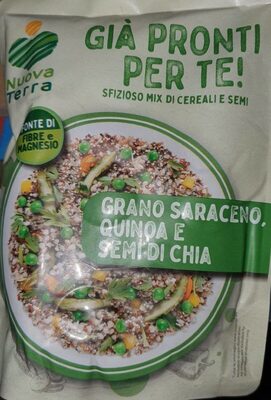 Nuova
Terra
GIÀ PRONTI
PER TE!
SFIZIOSO MIX DI CEREALI E SEMI
FONTE DI
FIBRE e
MAGNESIO
GRANO SARACENO,
QUINOA E
SEMI DI CHIA